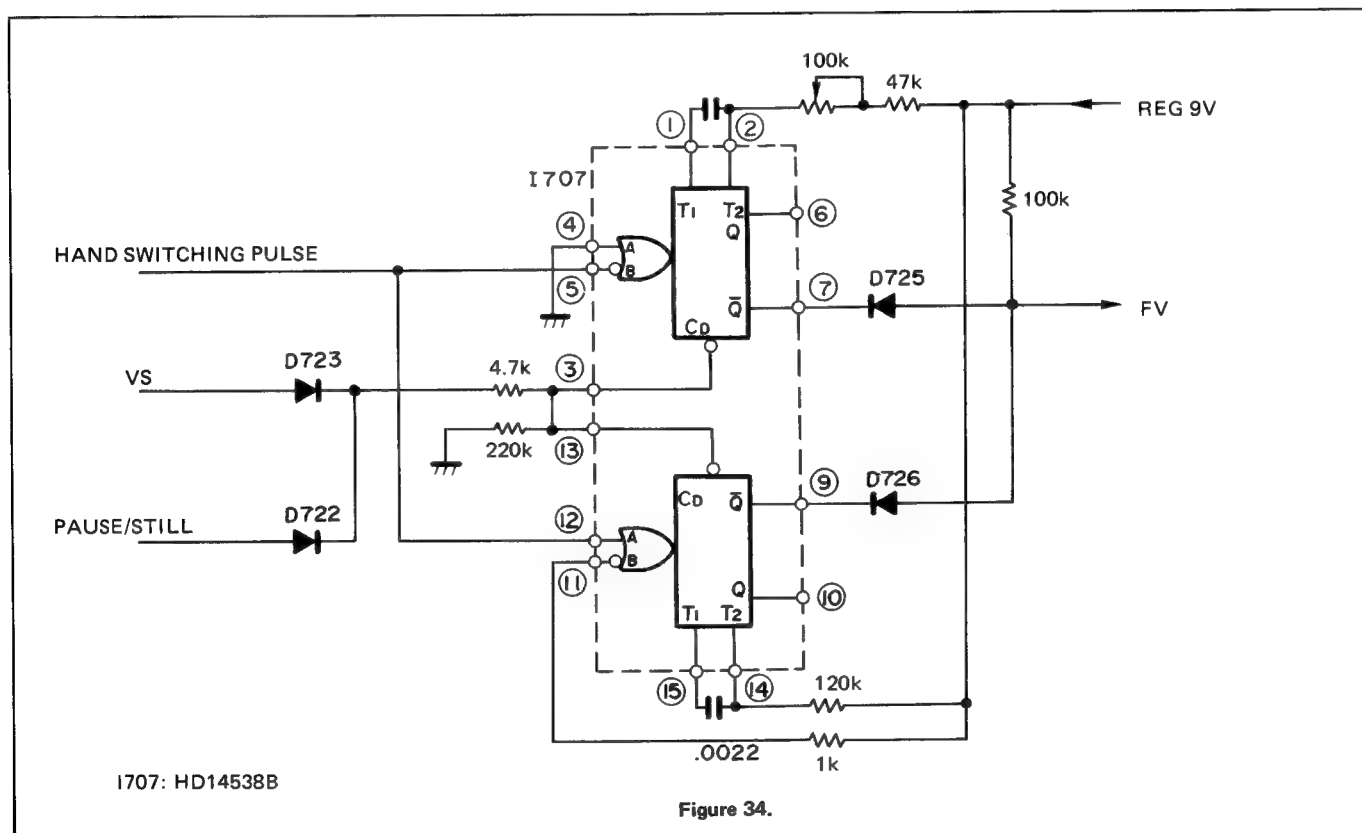 100k
47k
REG 9V
① ②
I707
T1 T2
Q
⑥
100k
④
A
HAND SWITCHING PULSE
B
⑤
D725
Q̅
⑦
FV
CD
D723
VS
4.7k
③
220k
⑬
D726
CD
Q̅
⑨
PAUSE/STILL
D722
⑫
A
B
⑪
Q
⑩
T1 T2
⑮ ⑭
120k
.0022
1k
I707: HD14538B
Figure 34.